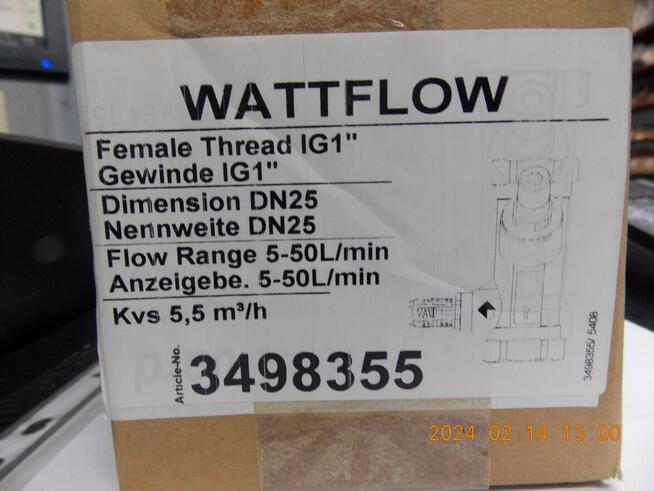 WATTFLOW
Female Thread IG1"
Gewinde IG1"
Dimension DN25
Nennweite DN25
Flow Range 5-50L/min
Anzeigebe. 5-50L/min
Kvs 5,5 m³/h
Article-No. 3498355
3498355/ 5408
2024 02 14 13:00